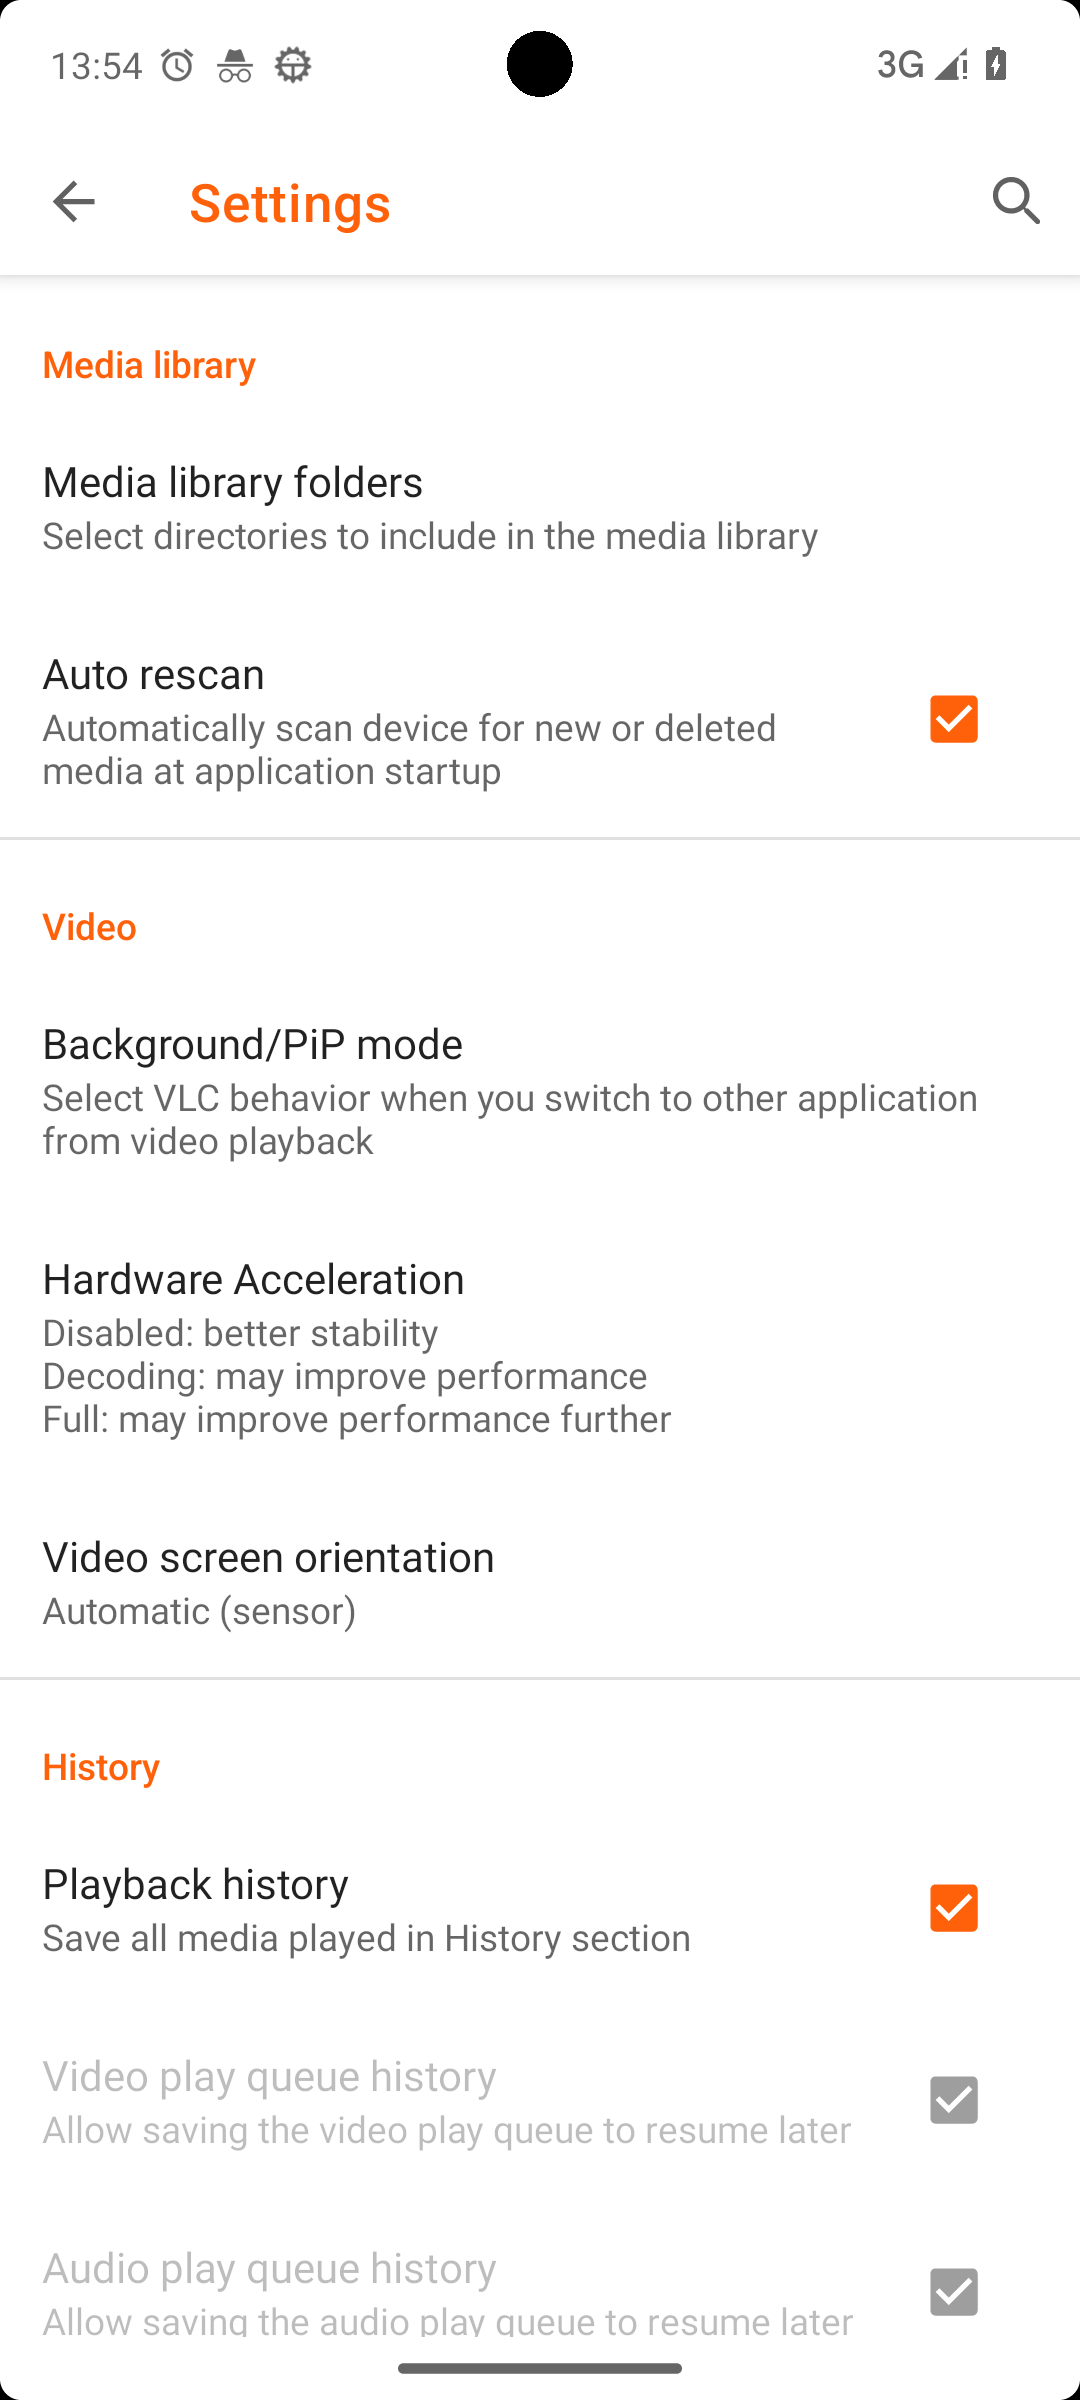 13:54
3G
Settings
Media library
Media library folders
Select directories to include in the media library
Auto rescan
Automatically scan device for new or deleted
media at application startup
Video
Background/PiP mode
Select VLC behavior when you switch to other application
from video playback
Hardware Acceleration
Disabled: better stability
Decoding: may improve performance
Full: may improve performance further
Video screen orientation
Automatic (sensor)
History
Playback history
Save all media played in History section
Video play queue history
Allow saving the video play queue to resume later
Audio play queue history
Allow saving the audio play queue to resume later